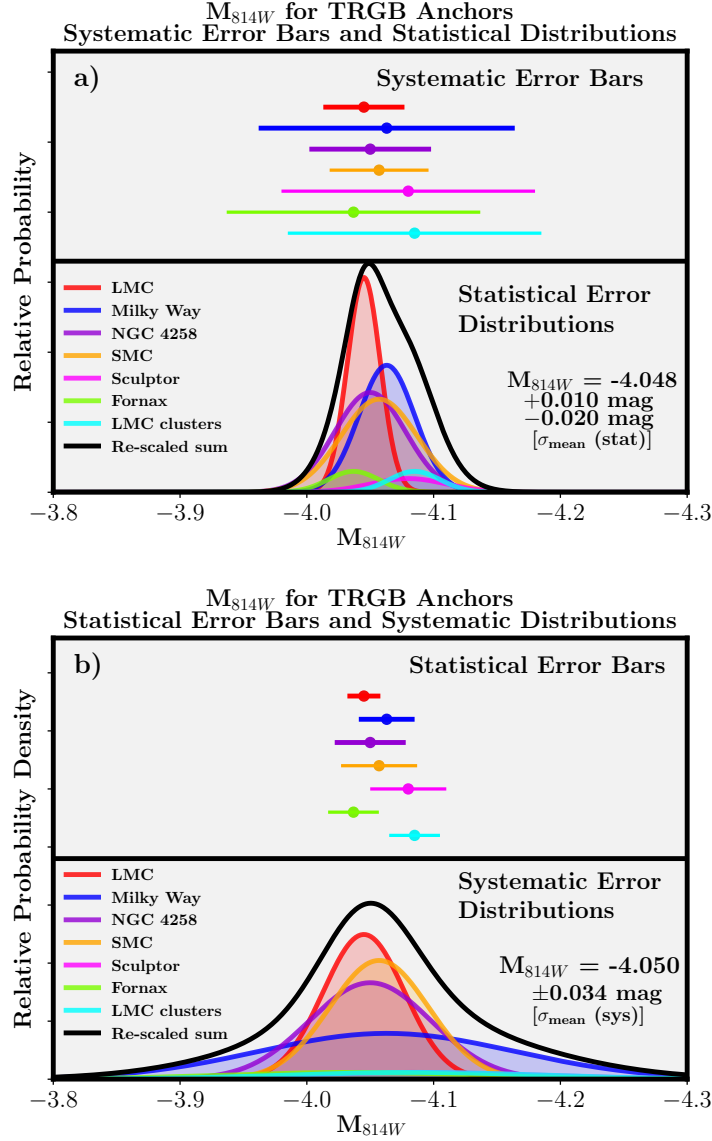 M814W for TRGB Anchors
Systematic Error Bars and Statistical Distributions
a)
Systematic Error Bars
Relative Probability
LMC
Milky Way
NGC 4258
SMC
Sculptor
Fornax
LMC clusters
Re-scaled sum
Statistical Error
Distributions
M814W = -4.048
+0.010 mag
−0.020 mag
[σmean (stat)]
−3.8 −3.9 −4.0 −4.1 −4.2 −4.3
M814W
M814W for TRGB Anchors
Statistical Error Bars and Systematic Distributions
b)
Statistical Error Bars
Relative Probability Density
LMC
Milky Way
NGC 4258
SMC
Sculptor
Fornax
LMC clusters
Re-scaled sum
Systematic Error
Distributions
M814W = -4.050
±0.034 mag
[σmean (sys)]
−3.8 −3.9 −4.0 −4.1 −4.2 −4.3
M814W